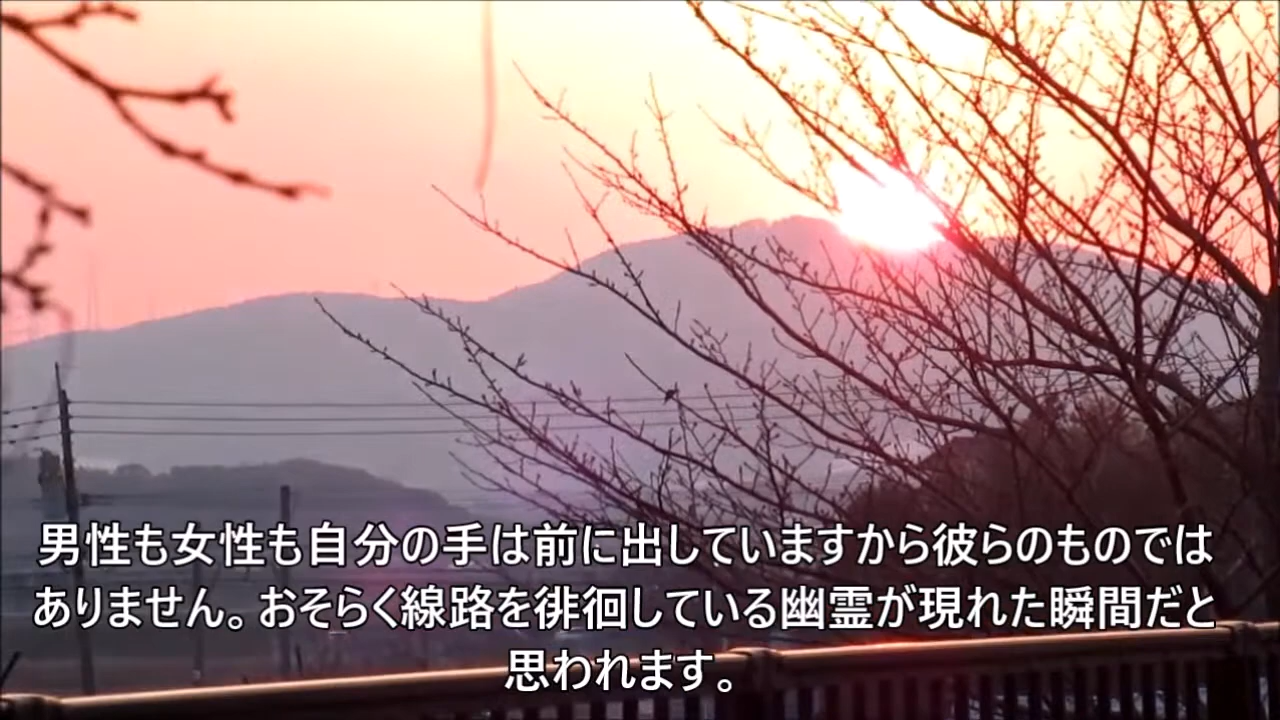 男性も女性も自分の手は前に出していますから彼らのものでは
ありません。おそらく線路を徘徊している幽霊が現れた瞬間だと
思われます。